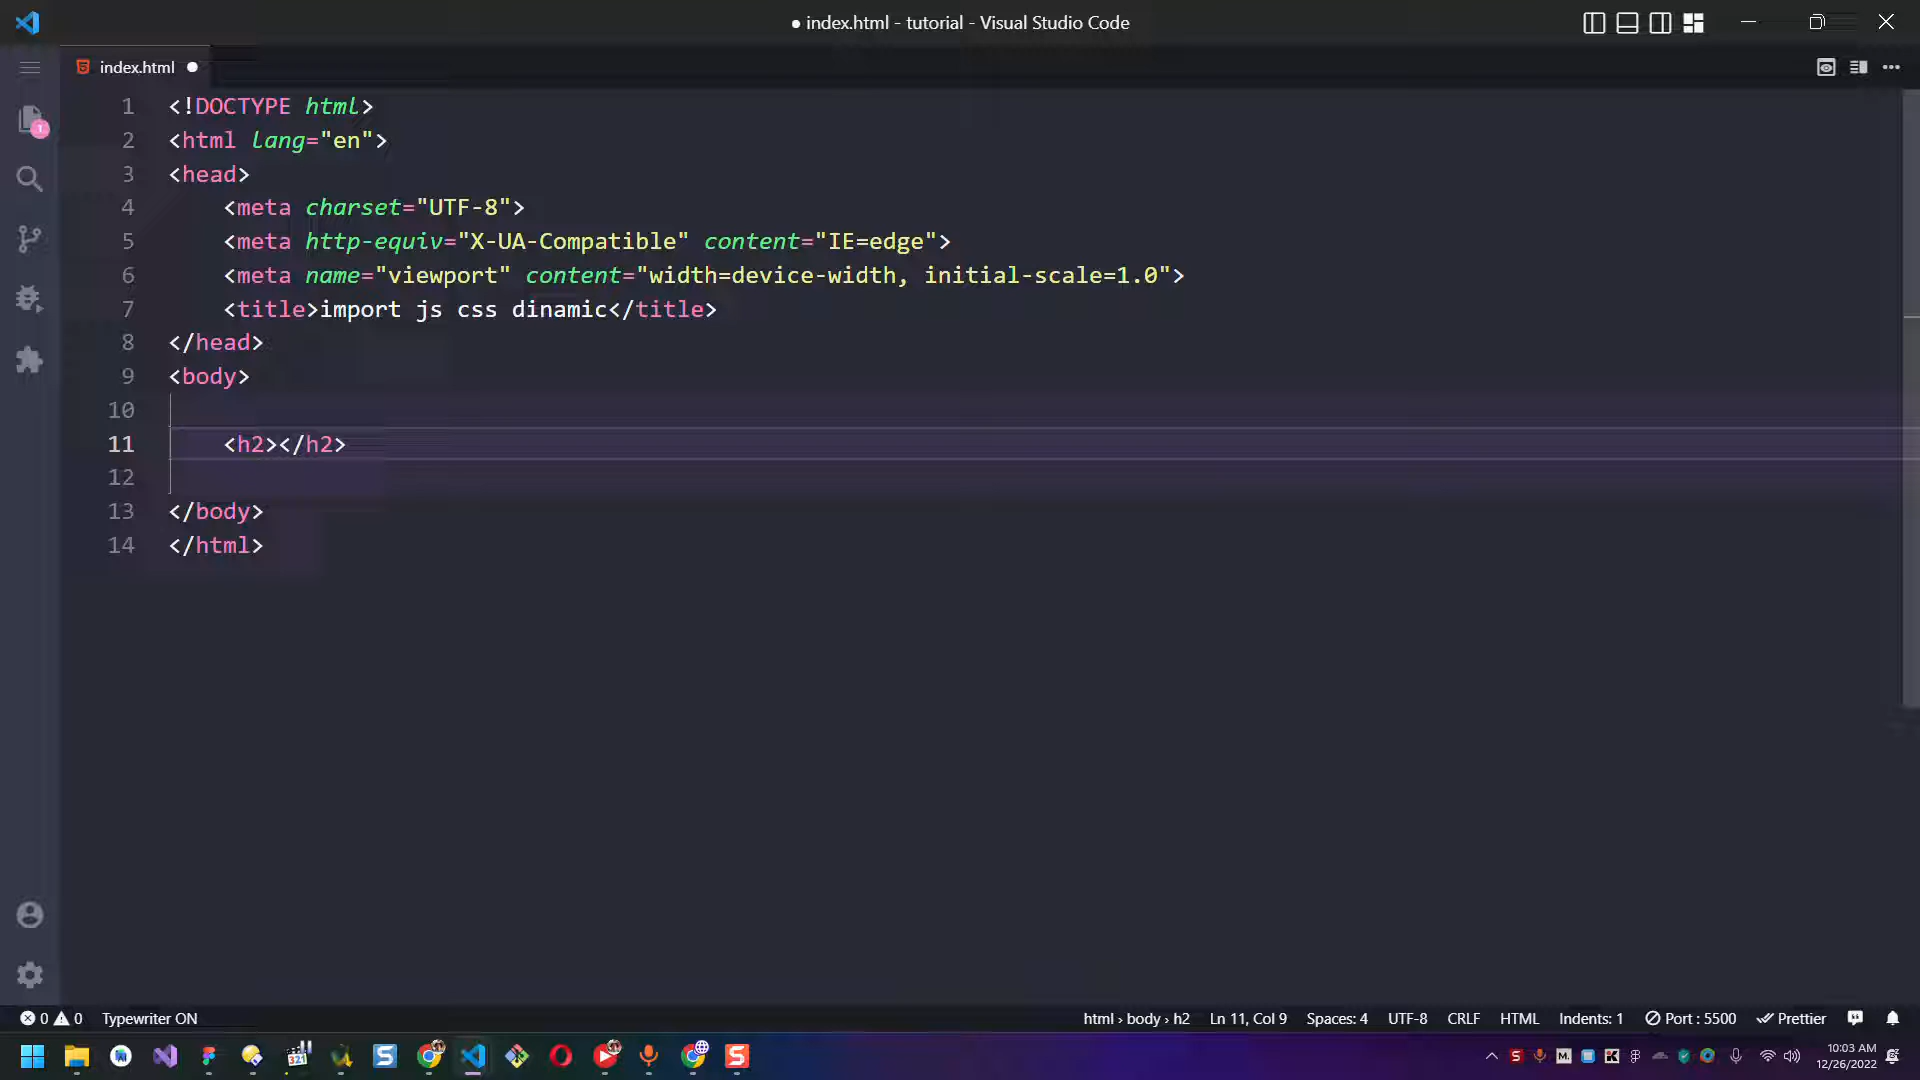 ● index.html - tutorial - Visual Studio Code
index.html ●
1 <!DOCTYPE html>
2 <html lang="en">
3 <head>
4 <meta charset="UTF-8">
5 <meta http-equiv="X-UA-Compatible" content="IE=edge">
6 <meta name="viewport" content="width=device-width, initial-scale=1.0">
7 <title>import js css dinamic</title>
8 </head>
9 <body>
10
11 <h2></h2>
12
13 </body>
14 </html>
0 0 Typewriter ON html › body › h2 Ln 11, Col 9 Spaces: 4 UTF-8 CRLF HTML Indents: 1 Port : 5500 Prettier
10:03 AM
12/26/2022